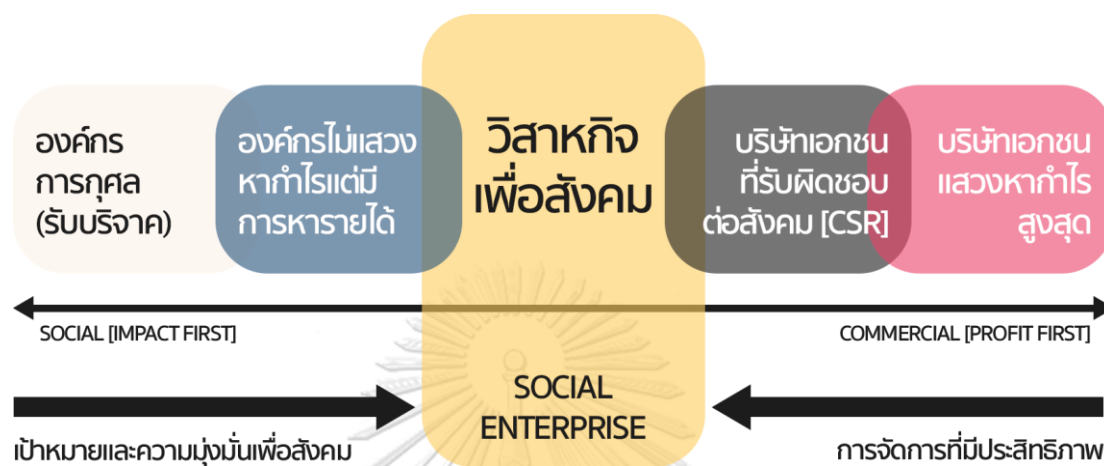 องค์กร
การกุศล
(รับบริจาค)
องค์กรไม่แสวง
หากำไรแต่มี
การหารายได้
วิสาหกิจ
เพื่อสังคม
บริษัทเอกชน
ที่รับผิดชอบ
ต่อสังคม [CSR]
บริษัทเอกชน
แสวงหากำไร
สูงสุด
SOCIAL [IMPACT FIRST]
COMMERCIAL [PROFIT FIRST]
SOCIAL
ENTERPRISE
เป้าหมายและความมุ่งมั่นเพื่อสังคม
การจัดการที่มีประสิทธิภาพ